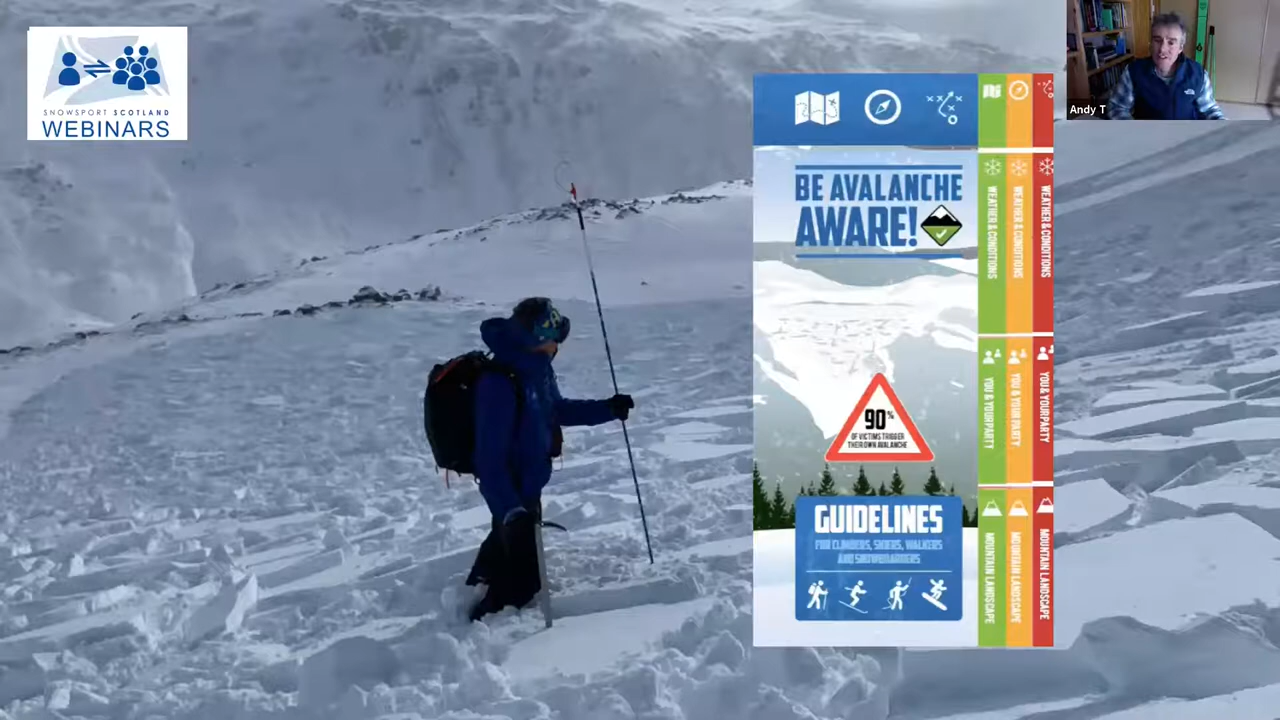 SNOWSPORT SCOTLAND
WEBINARS
Andy T
BE AVALANCHE
AWARE!
90%
OF VICTIMS TRIGGER
THEIR OWN AVALANCHE
GUIDELINES
FOR CLIMBERS, SKIERS, WALKERS
AND SNOWBOARDERS
WEATHER & CONDITIONS
WEATHER & CONDITIONS
WEATHER & CONDITIONS
YOU & YOUR PARTY
YOU & YOUR PARTY
YOU & YOUR PARTY
MOUNTAIN LANDSCAPE
MOUNTAIN LANDSCAPE
MOUNTAIN LANDSCAPE